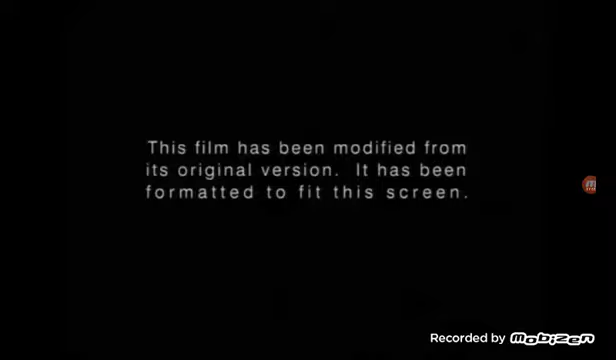 This film has been modified from
its original version. It has been
formatted to fit this screen.
Recorded by mobizen